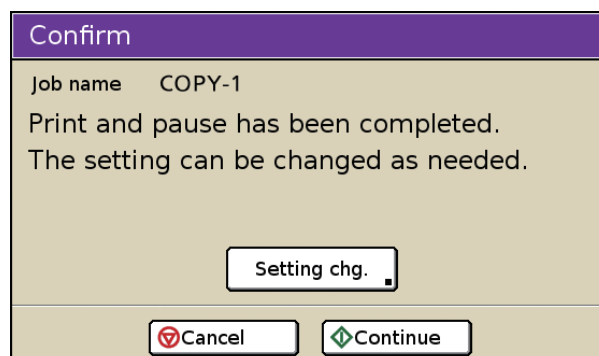 Confirm
Job name COPY-1
Print and pause has been completed.
The setting can be changed as needed.
Setting chg.
Cancel Continue